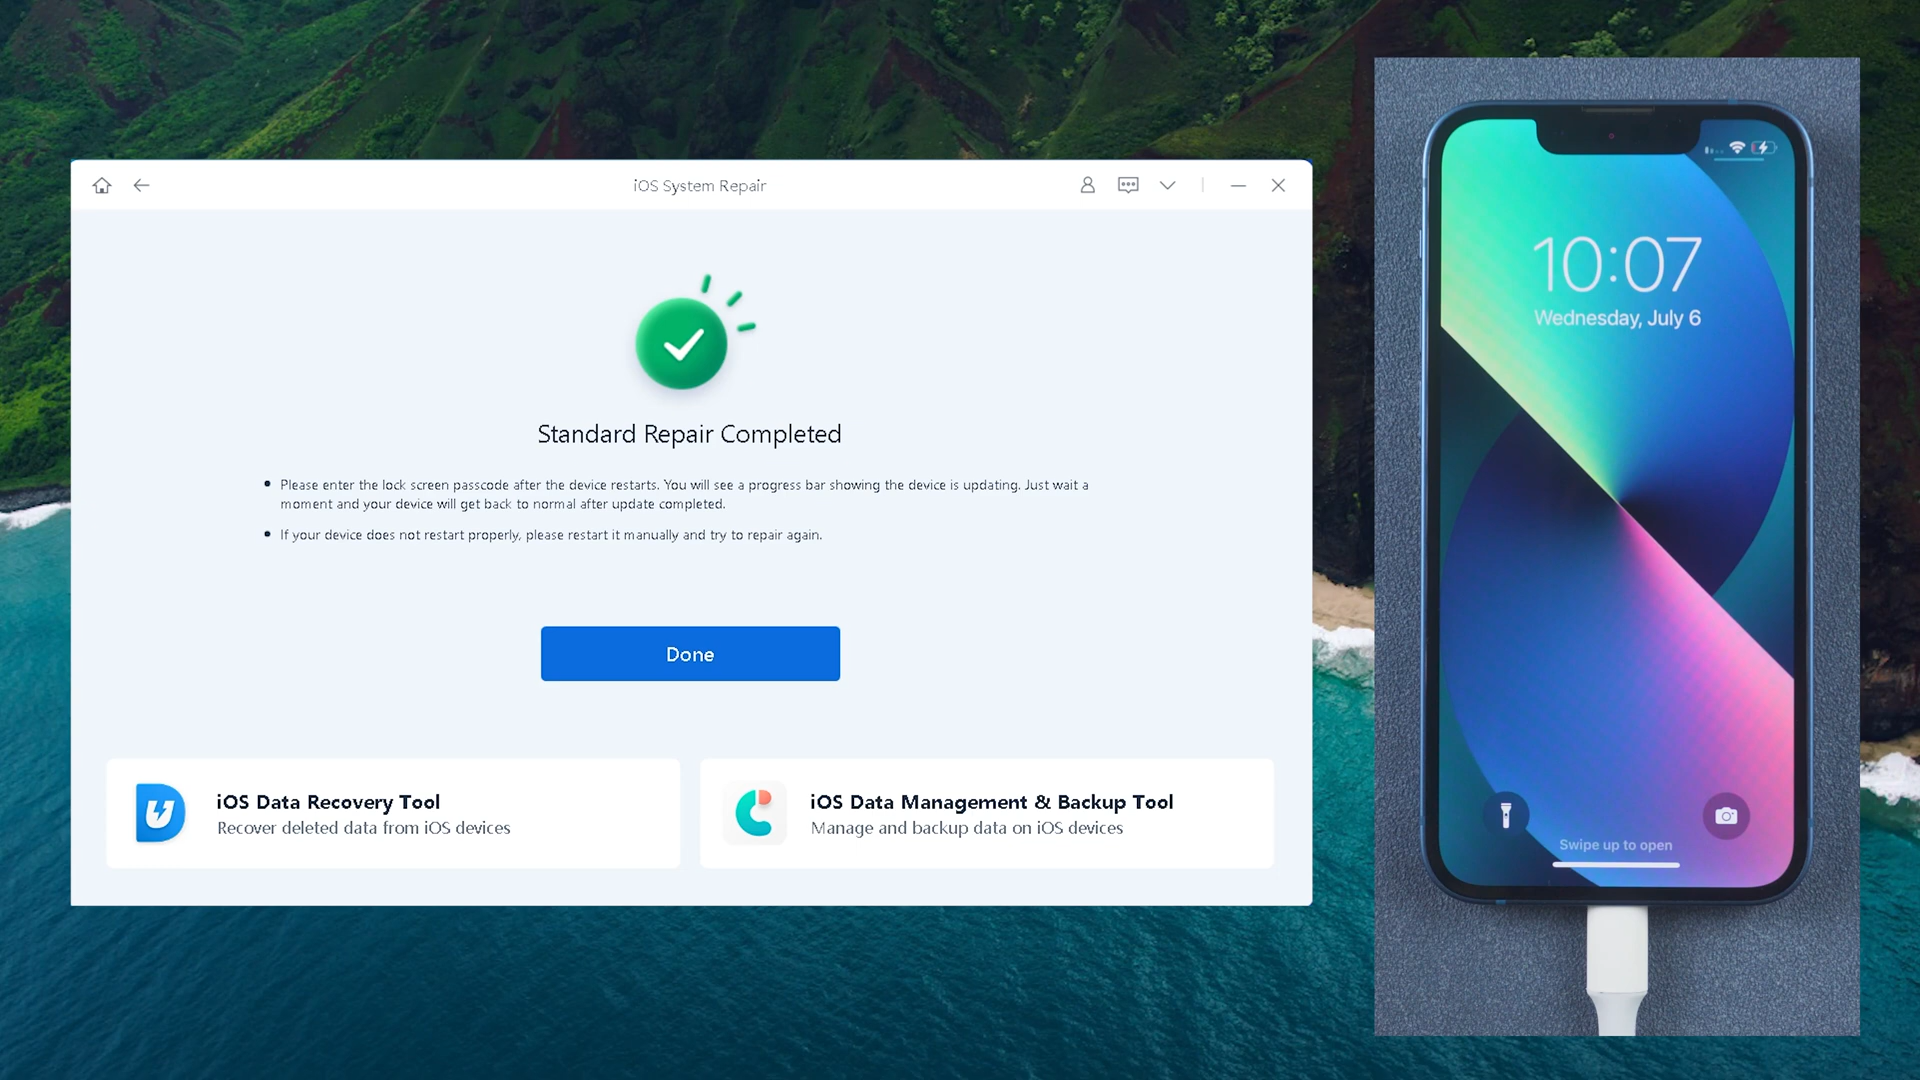 iOS System Repair
Standard Repair Completed
Please enter the lock screen passcode after the device restarts. You will see a progress bar showing the device is updating. Just wait a
moment and your device will get back to normal after update completed.
If your device does not restart properly, please restart it manually and try to repair again.
Done
iOS Data Recovery Tool
Recover deleted data from iOS devices
iOS Data Management & Backup Tool
Manage and backup data on iOS devices
10:07
Wednesday, July 6
Swipe up to open